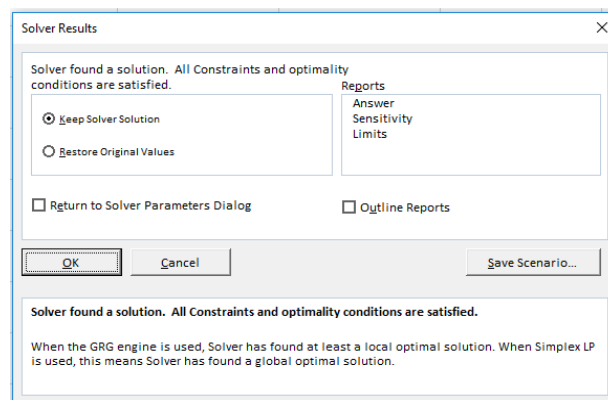 Solver Results
Solver found a solution. All Constraints and optimality
conditions are satisfied.
Reports
Answer
Sensitivity
Limits
Keep Solver Solution
Restore Original Values
Return to Solver Parameters Dialog
Outline Reports
OK
Cancel
Save Scenario...
Solver found a solution. All Constraints and optimality conditions are satisfied.
When the GRG engine is used, Solver has found at least a local optimal solution. When Simplex LP
is used, this means Solver has found a global optimal solution.